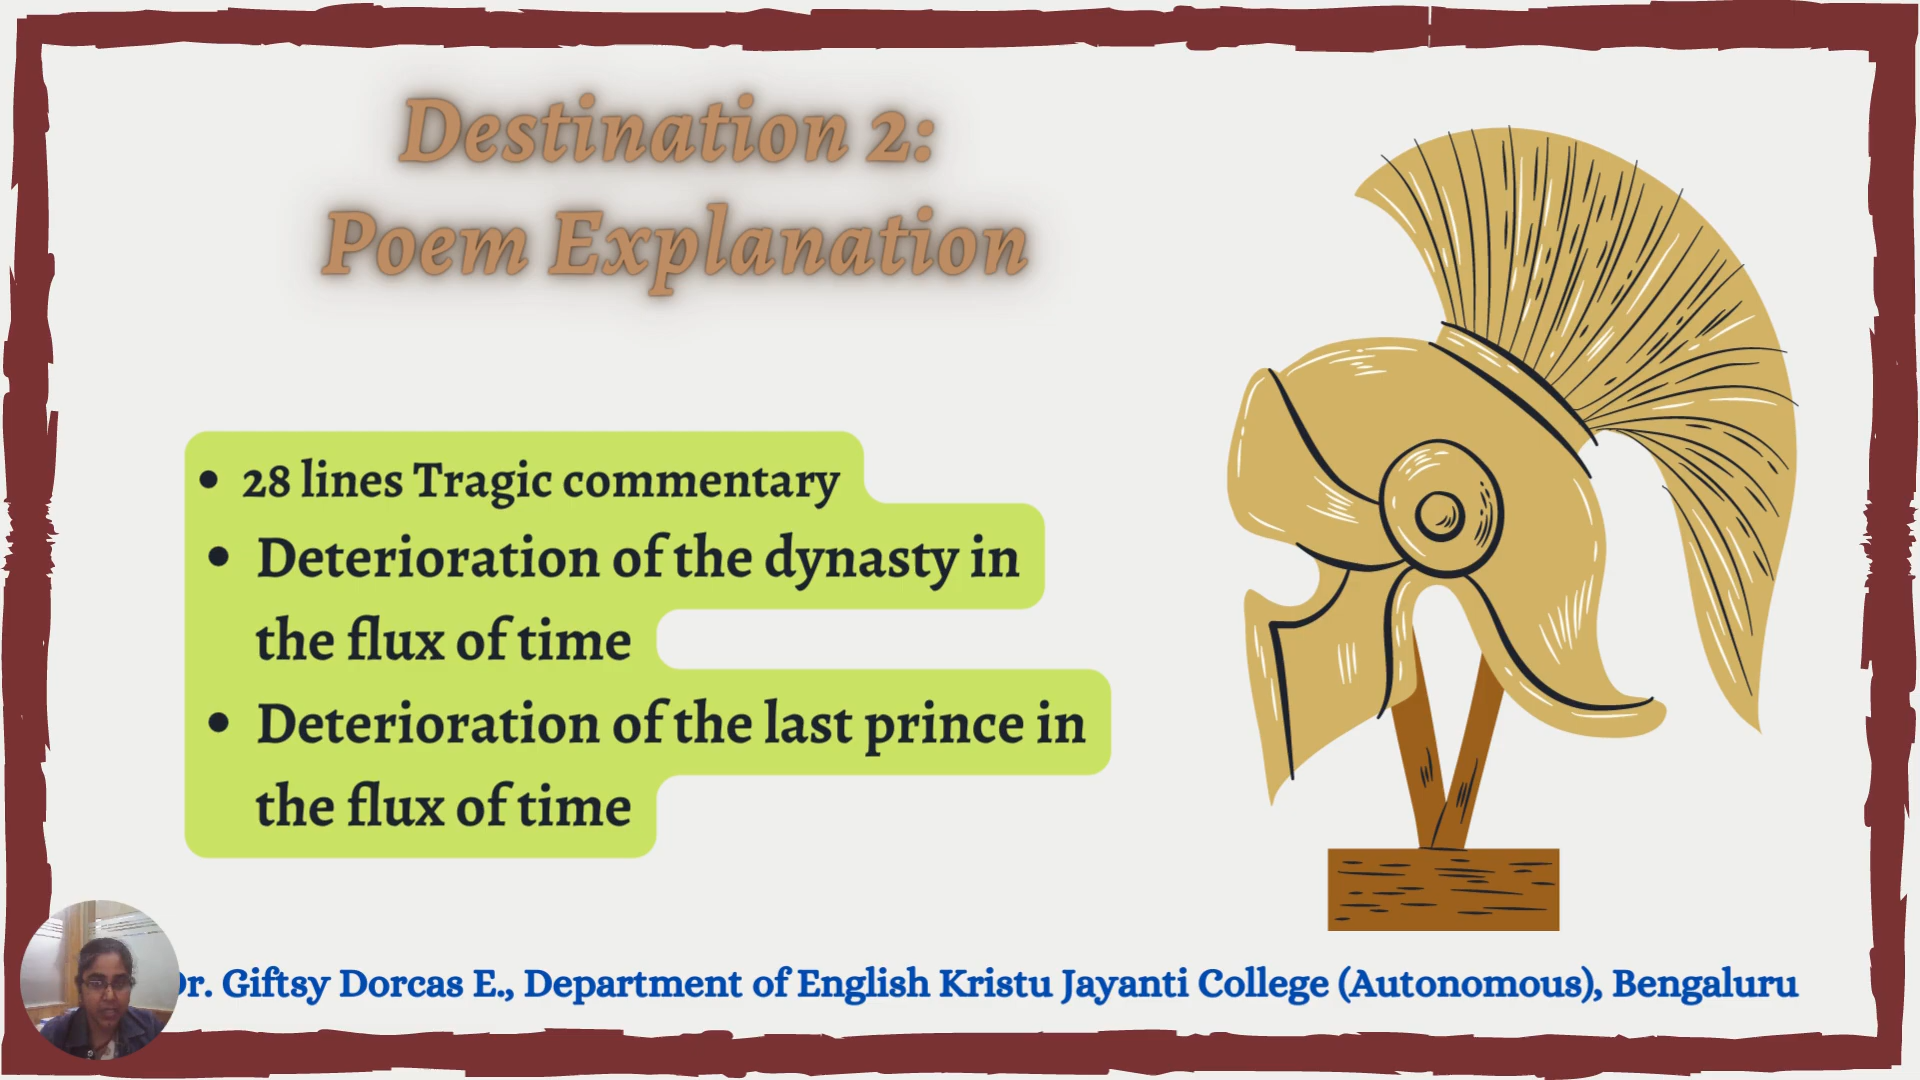 Destination 2:
Poem Explanation
• 28 lines Tragic commentary
• Deterioration of the dynasty in
the flux of time
• Deterioration of the last prince in
the flux of time
Dr. Giftsy Dorcas E., Department of English Kristu Jayanti College (Autonomous), Bengaluru